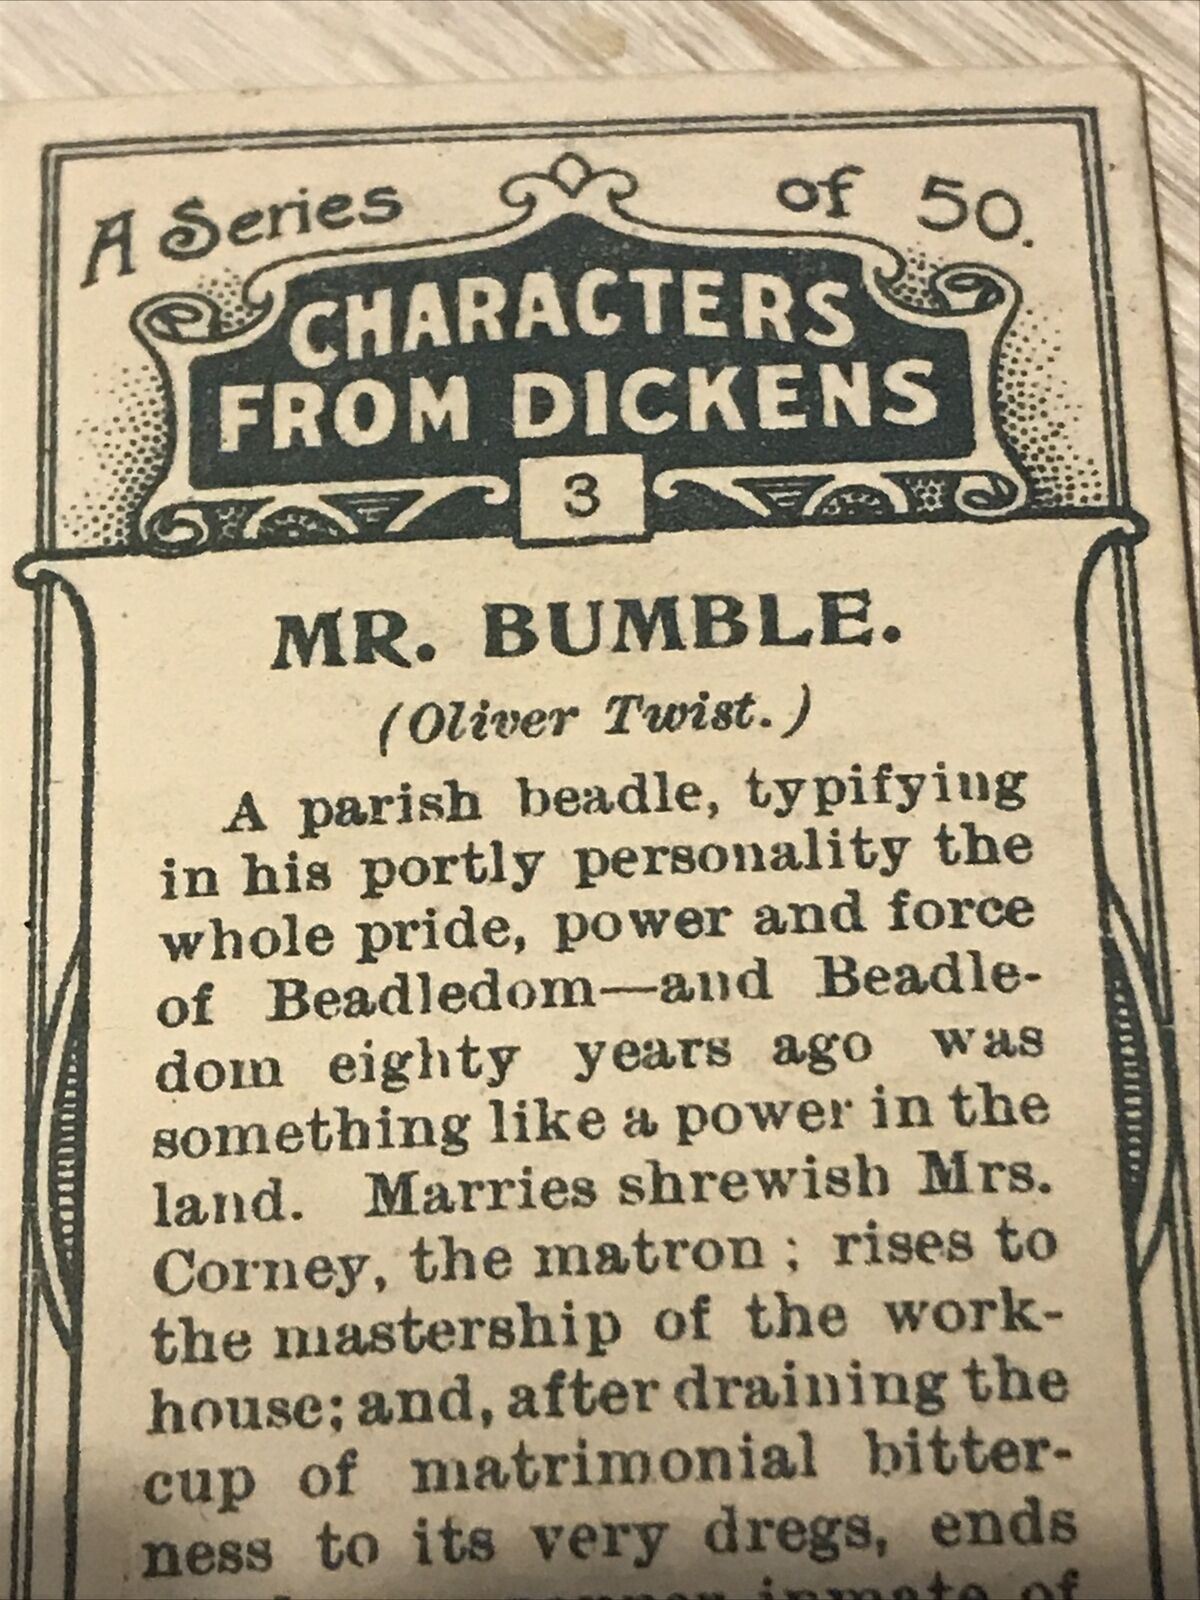 A Series of 50.
CHARACTERS
FROM DICKENS
3
MR. BUMBLE.
(Oliver Twist.)
A parish beadle, typifying
in his portly personality the
whole pride, power and force
of Beadledom—and Beadle-
dom eighty years ago was
something like a power in the
land. Marries shrewish Mrs.
Corney, the matron ; rises to
the mastership of the work-
house; and, after draining the
cup of matrimonial bitter-
ness to its very dregs, ends
inmate of